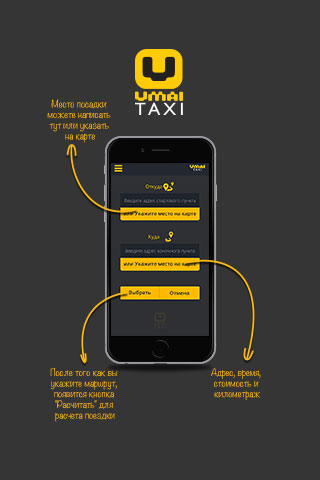 UMAI
TAXI
Место посадки
можете написать
тут или указать
на карте
UMAI
TAXI
Откуда
Введите адрес стартового пункта
или Укажите место на карте
Куда
Введите адрес конечного пункта
или Укажите место на карте
Выбрать
Отмена
TAXI
После того как вы
укажите маршрут,
появится кнопка
"Расчитать" для
расчета поездки
Адрес, время,
стоимость и
километраж